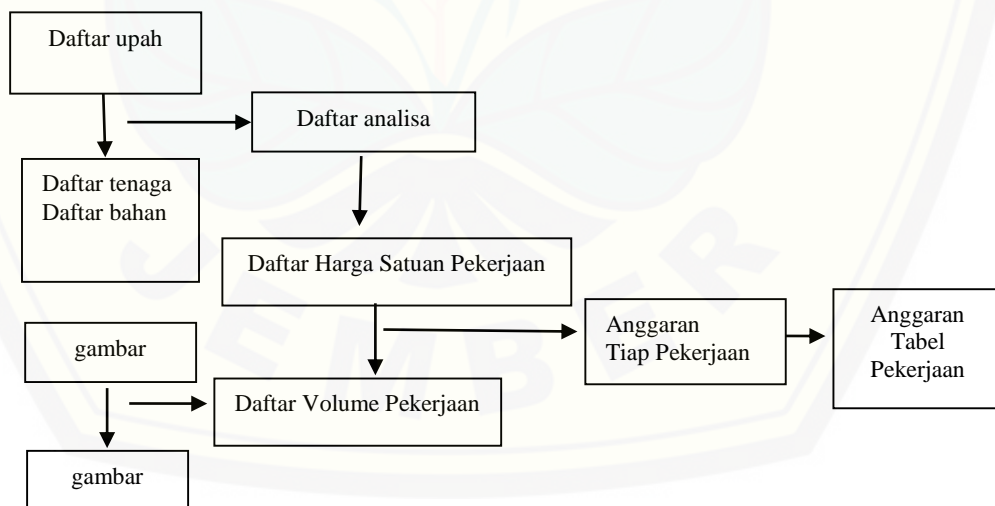 Daftar upah
Daftar analisa
Daftar tenaga
Daftar bahan
Daftar Harga Satuan Pekerjaan
gambar
Anggaran
Tiap Pekerjaan
Anggaran
Tabel
Pekerjaan
Daftar Volume Pekerjaan
gambar
JEMBER